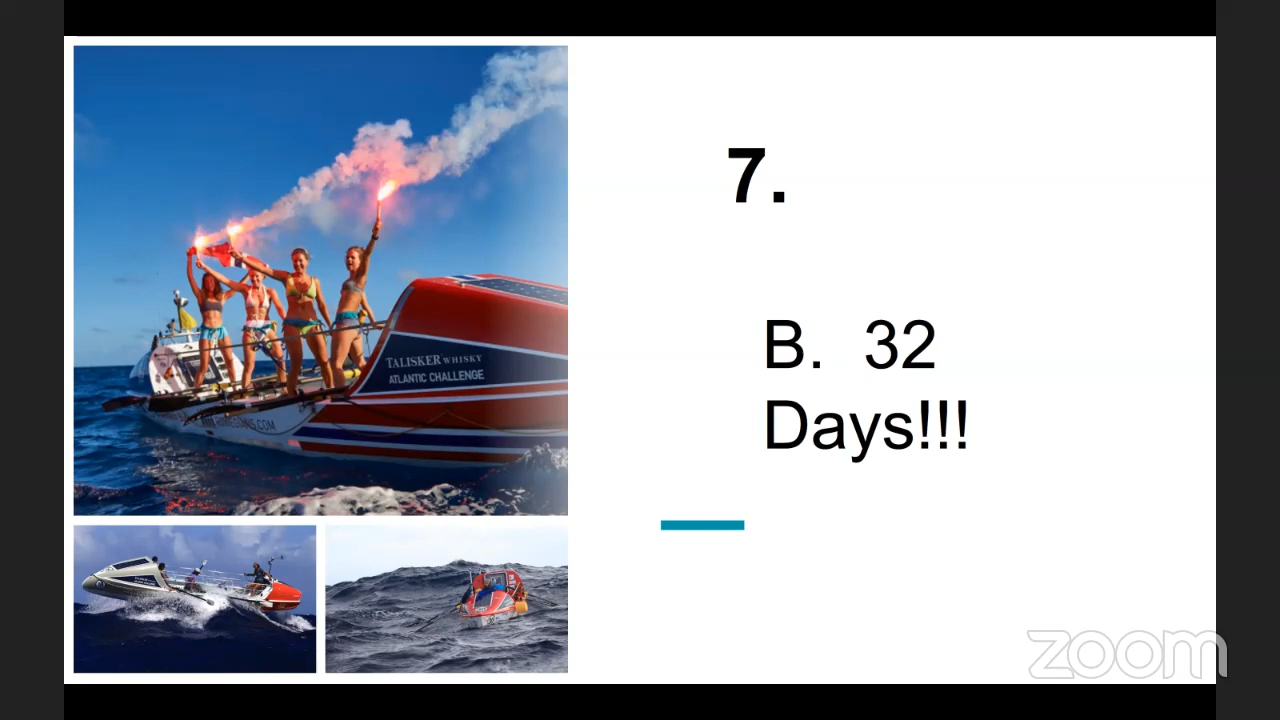 7.
B. 32
Days!!!
TALISKER WHISKY
ATLANTIC CHALLENGE
zoom